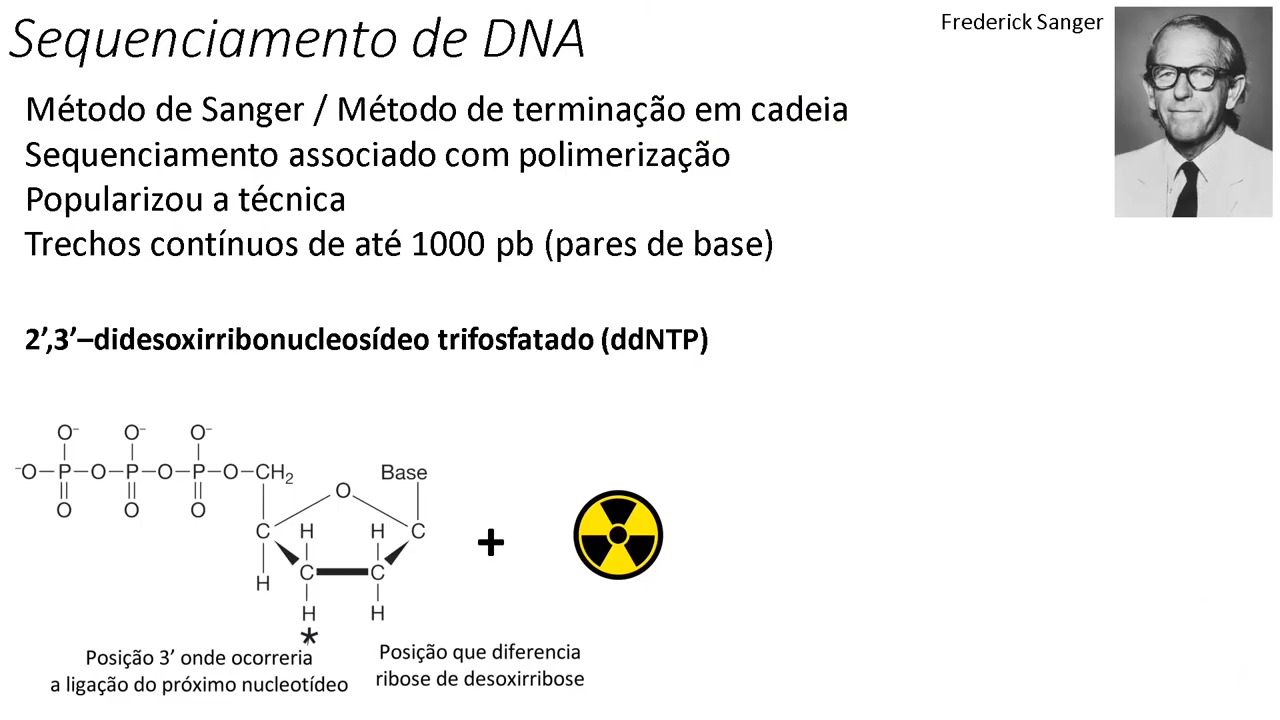 Sequenciamento de DNA
Frederick Sanger
Método de Sanger / Método de terminação em cadeia
Sequenciamento associado com polimerização
Popularizou a técnica
Trechos contínuos de até 1000 pb (pares de base)
2’,3’–didesoxirribonucleosídeo trifosfatado (ddNTP)
O⁻ O⁻ O⁻
⁻O–P–O–P–O–P–O–CH₂ Base
O O O O
C H H C
H C C
H H
*
Posição 3’ onde ocorreria
a ligação do próximo nucleotídeo
Posição que diferencia
ribose de desoxirribose
+